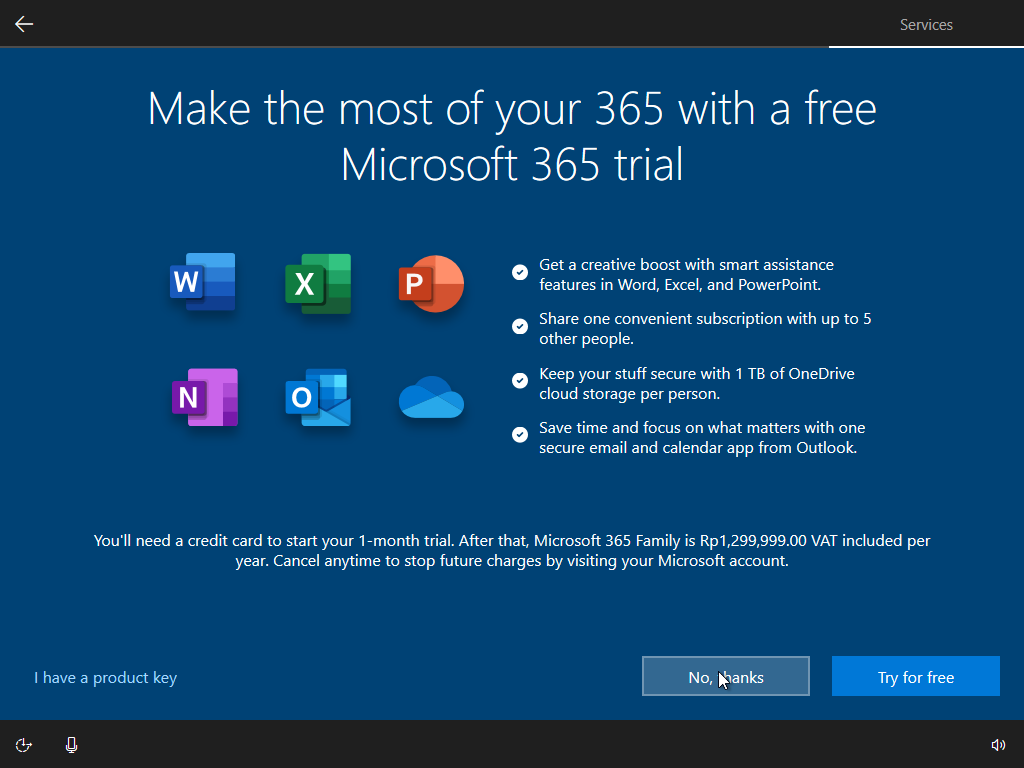 Services
Make the most of your 365 with a free
Microsoft 365 trial
W
X
P
N
O
Get a creative boost with smart assistance
features in Word, Excel, and PowerPoint.
Share one convenient subscription with up to 5
other people.
Keep your stuff secure with 1 TB of OneDrive
cloud storage per person.
Save time and focus on what matters with one
secure email and calendar app from Outlook.
You'll need a credit card to start your 1-month trial. After that, Microsoft 365 Family is Rp1,299,999.00 VAT included per
year. Cancel anytime to stop future charges by visiting your Microsoft account.
I have a product key
No, thanks
Try for free